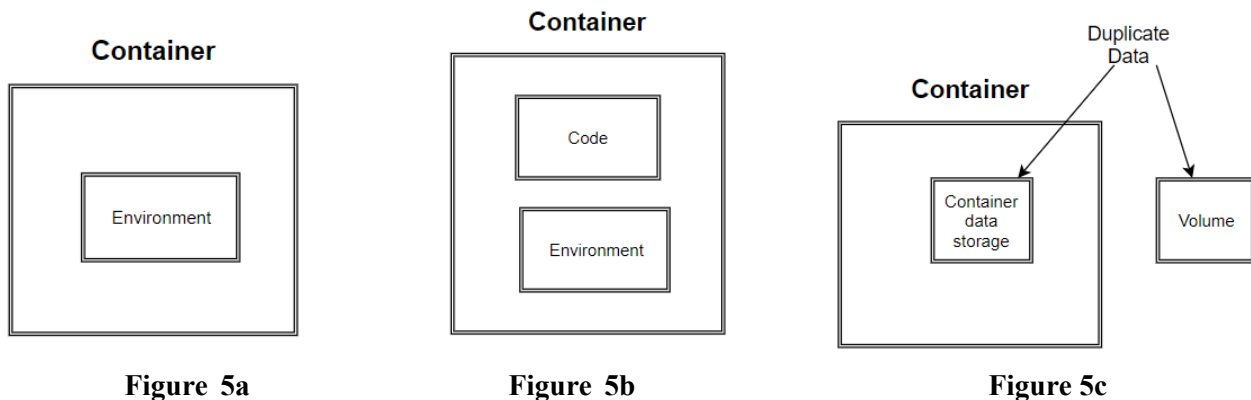 Container
Environment
Figure 5a
Container
Code
Environment
Figure 5b
Duplicate
Data
Container
Container
data
storage
Volume
Figure 5c